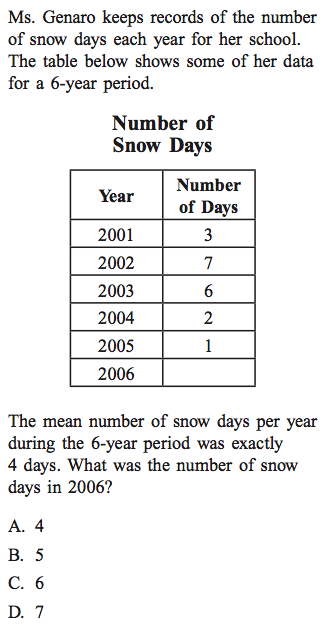 Ms. Genaro keeps records of the number
of snow days each year for her school.
The table below shows some of her data
for a 6-year period.
Number of
Snow Days
Year Number of Days
2001 3
2002 7
2003 6
2004 2
2005 1
2006
The mean number of snow days per year
during the 6-year period was exactly
4 days. What was the number of snow
days in 2006?
A. 4
B. 5
C. 6
D. 7